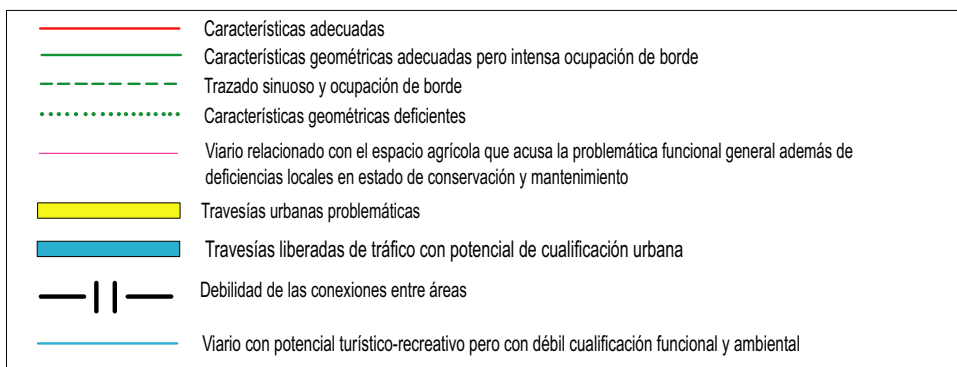 Características adecuadas
Características geométricas adecuadas pero intensa ocupación de borde
Trazado sinuoso y ocupación de borde
Características geométricas deficientes
Viario relacionado con el espacio agrícola que acusa la problemática funcional general además de
deficiencias locales en estado de conservación y mantenimiento
Travesías urbanas problemáticas
Travesías liberadas de tráfico con potencial de cualificación urbana
Debilidad de las conexiones entre áreas
Viario con potencial turístico-recreativo pero con débil cualificación funcional y ambiental